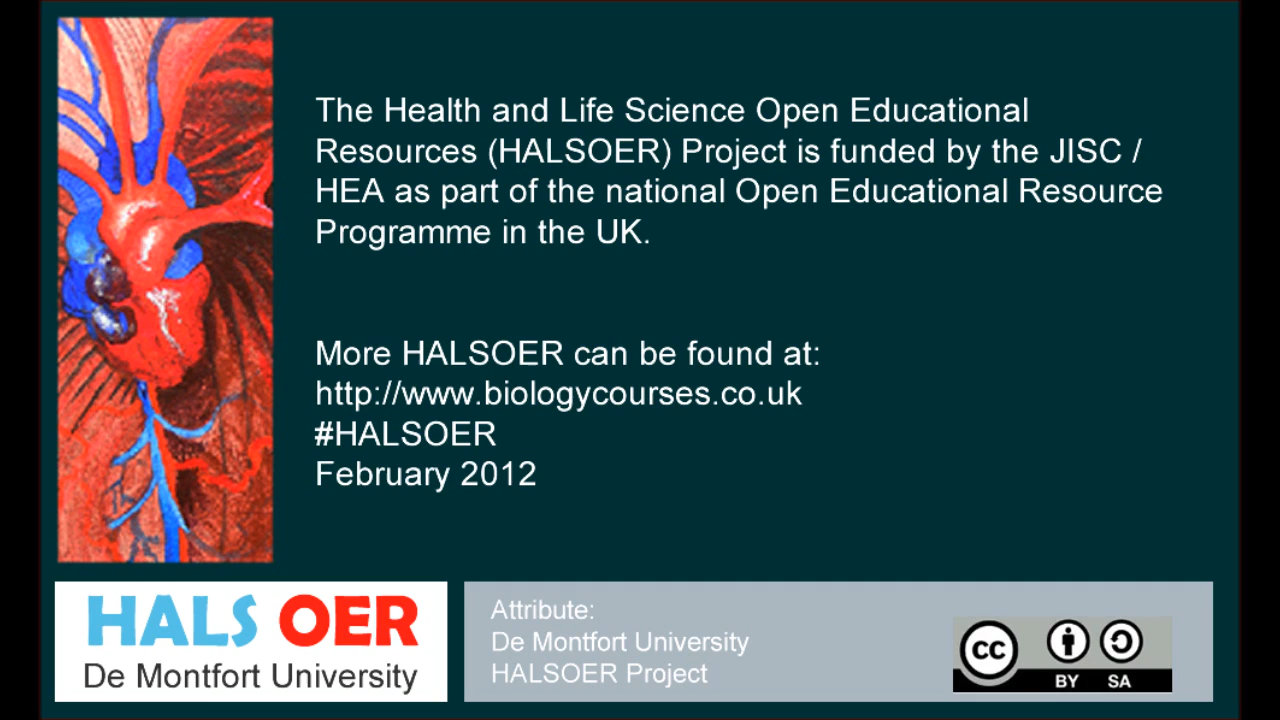 The Health and Life Science Open Educational
Resources (HALSOER) Project is funded by the JISC /
HEA as part of the national Open Educational Resource
Programme in the UK.
More HALSOER can be found at:
http://www.biologycourses.co.uk
#HALSOER
February 2012
HALS OER
De Montfort University
Attribute:
De Montfort University
HALSOER Project
CC
BY SA